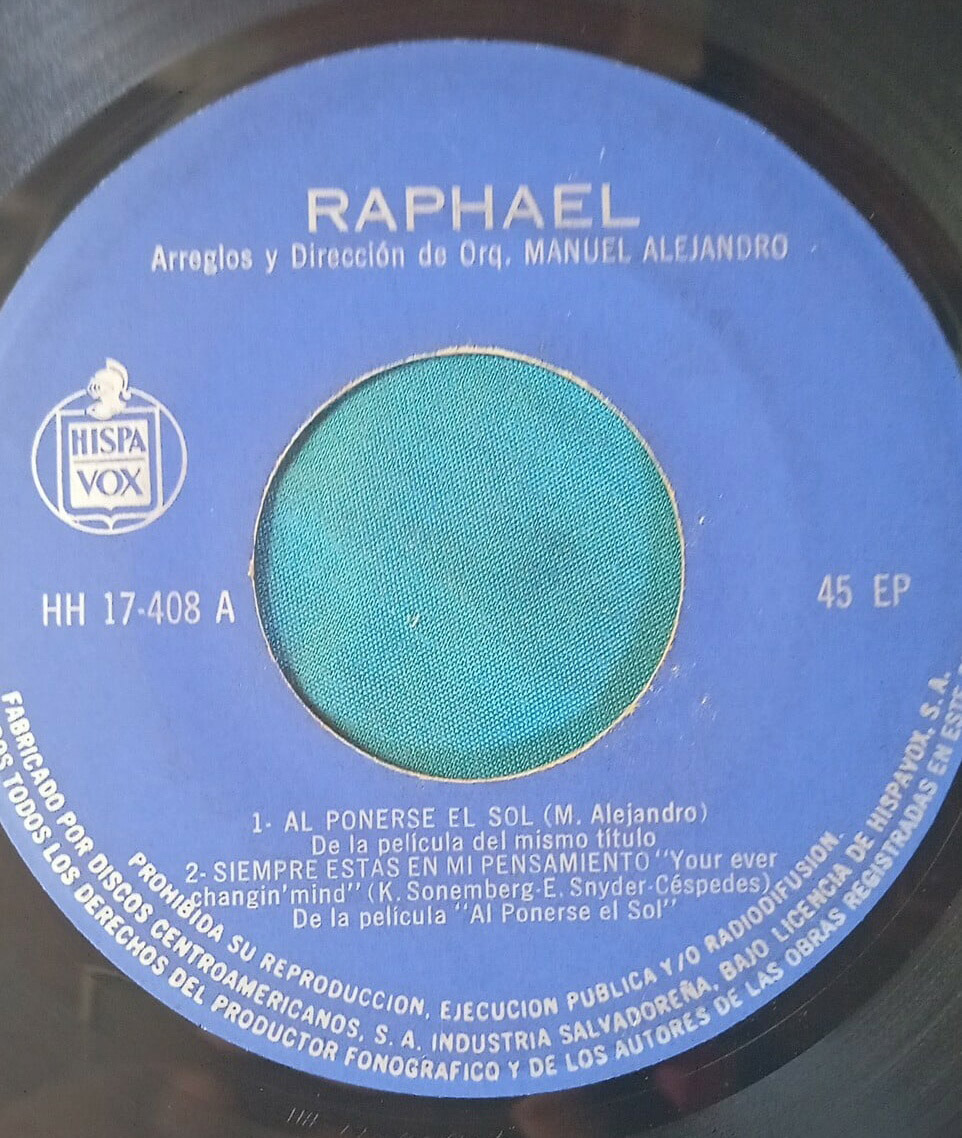 RAPHAEL
Arreglos y Dirección de Orq. MANUEL ALEJANDRO
HISPA
VOX
HH 17-408 A
45 EP
1- AL PONERSE EL SOL (M. Alejandro)
De la película del mismo título
2- SIEMPRE ESTAS EN MI PENSAMIENTO "Your ever
changin' mind" (K. Sonemberg-E. Snyder-Céspedes)
De la película "Al Ponerse el Sol"
PROHIBIDA SU REPRODUCCION, EJECUCION PUBLICA Y/O RADIODIFUSION.
FABRICADO POR DISCOS CENTROAMERICANOS, S. A. INDUSTRIA SALVADOREÑA, BAJO LICENCIA DE HISPAVOX, S. A.
TODOS LOS DERECHOS DEL PRODUCTOR FONOGRAFICO Y DE LOS AUTORES DE LAS OBRAS REGISTRADAS EN ESTE